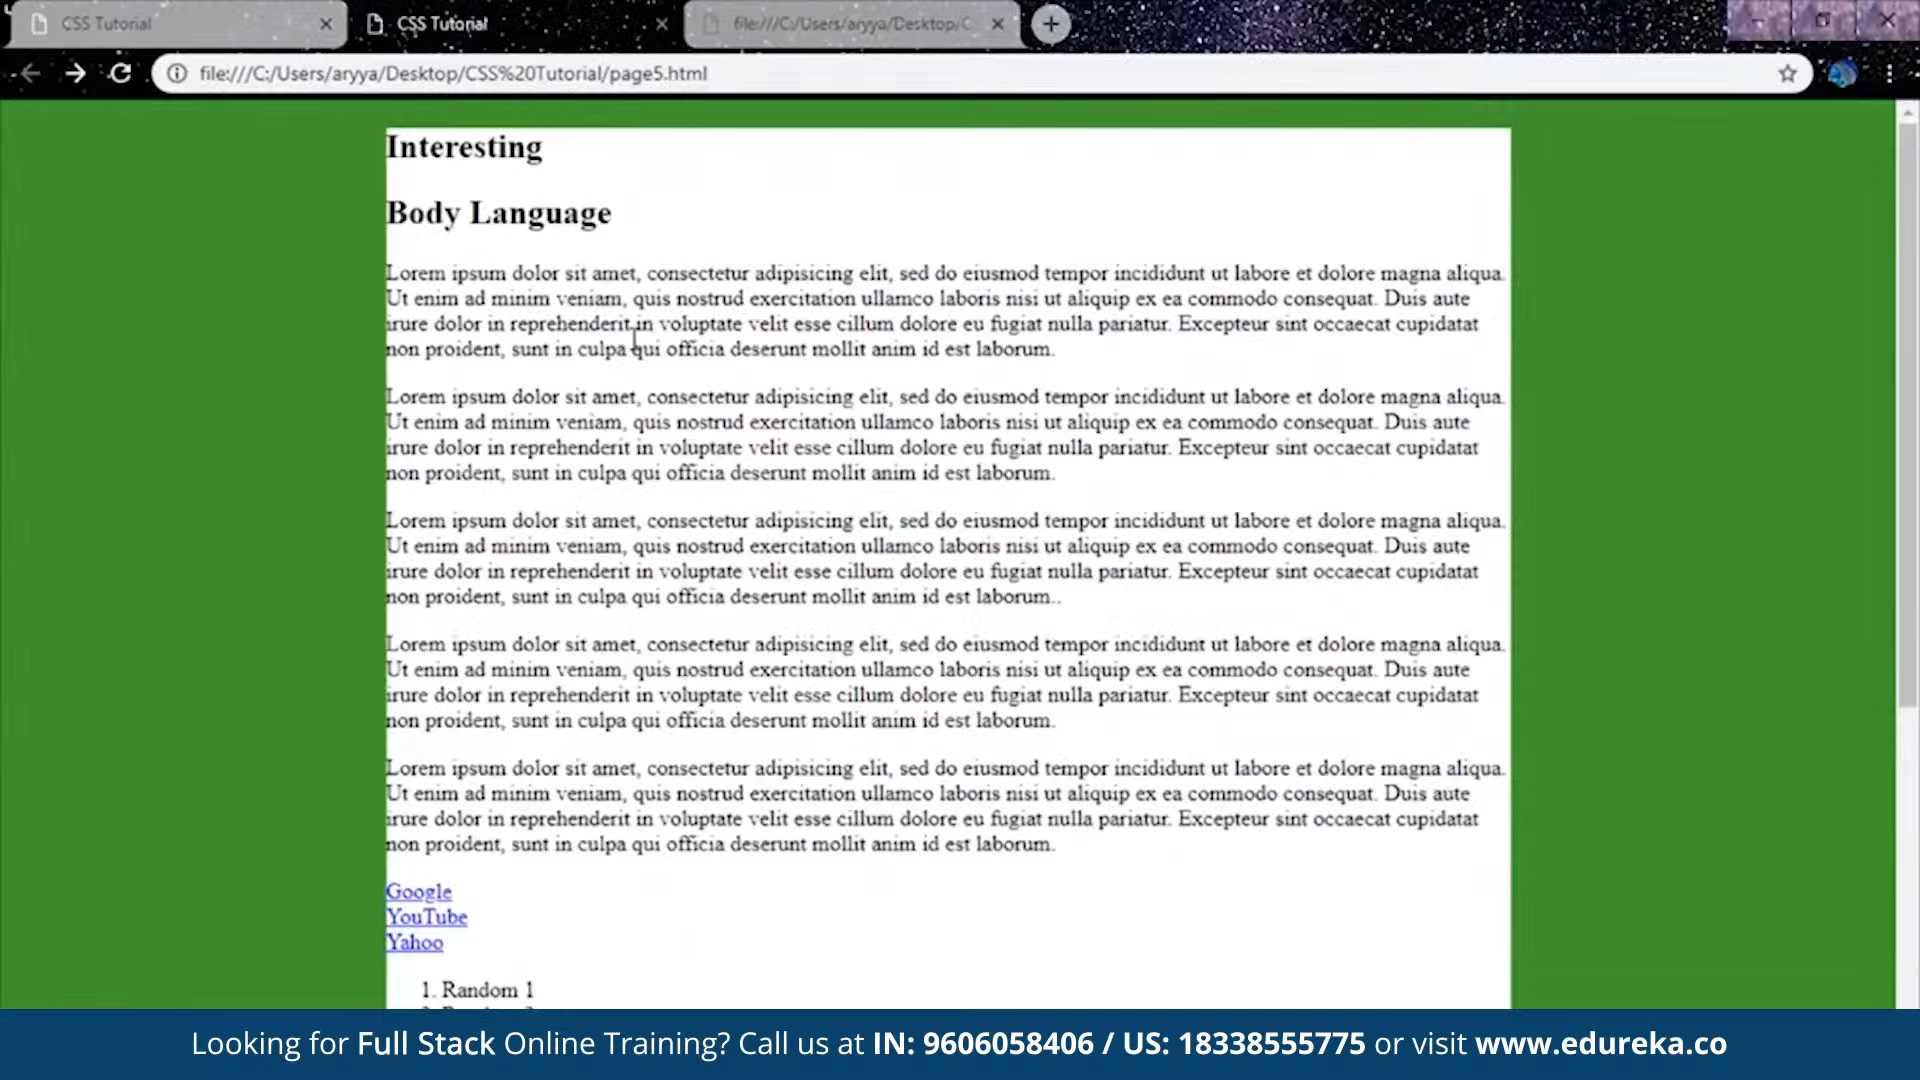 CSS Tutorial
CSS Tutorial
file:///C:/Users/aryya/Desktop/C
file:///C:/Users/aryya/Desktop/CSS%20Tutorial/page5.html
Interesting
Body Language
Lorem ipsum dolor sit amet, consectetur adipisicing elit, sed do eiusmod tempor incididunt ut labore et dolore magna aliqua.
Ut enim ad minim veniam, quis nostrud exercitation ullamco laboris nisi ut aliquip ex ea commodo consequat. Duis aute
irure dolor in reprehenderit in voluptate velit esse cillum dolore eu fugiat nulla pariatur. Excepteur sint occaecat cupidatat
non proident, sunt in culpa qui officia deserunt mollit anim id est laborum.
Lorem ipsum dolor sit amet, consectetur adipisicing elit, sed do eiusmod tempor incididunt ut labore et dolore magna aliqua.
Ut enim ad minim veniam, quis nostrud exercitation ullamco laboris nisi ut aliquip ex ea commodo consequat. Duis aute
irure dolor in reprehenderit in voluptate velit esse cillum dolore eu fugiat nulla pariatur. Excepteur sint occaecat cupidatat
non proident, sunt in culpa qui officia deserunt mollit anim id est laborum.
Lorem ipsum dolor sit amet, consectetur adipisicing elit, sed do eiusmod tempor incididunt ut labore et dolore magna aliqua.
Ut enim ad minim veniam, quis nostrud exercitation ullamco laboris nisi ut aliquip ex ea commodo consequat. Duis aute
irure dolor in reprehenderit in voluptate velit esse cillum dolore eu fugiat nulla pariatur. Excepteur sint occaecat cupidatat
non proident, sunt in culpa qui officia deserunt mollit anim id est laborum..
Lorem ipsum dolor sit amet, consectetur adipisicing elit, sed do eiusmod tempor incididunt ut labore et dolore magna aliqua.
Ut enim ad minim veniam, quis nostrud exercitation ullamco laboris nisi ut aliquip ex ea commodo consequat. Duis aute
irure dolor in reprehenderit in voluptate velit esse cillum dolore eu fugiat nulla pariatur. Excepteur sint occaecat cupidatat
non proident, sunt in culpa qui officia deserunt mollit anim id est laborum.
Lorem ipsum dolor sit amet, consectetur adipisicing elit, sed do eiusmod tempor incididunt ut labore et dolore magna aliqua.
Ut enim ad minim veniam, quis nostrud exercitation ullamco laboris nisi ut aliquip ex ea commodo consequat. Duis aute
irure dolor in reprehenderit in voluptate velit esse cillum dolore eu fugiat nulla pariatur. Excepteur sint occaecat cupidatat
non proident, sunt in culpa qui officia deserunt mollit anim id est laborum.
Google
YouTube
Yahoo
1. Random 1
Looking for Full Stack Online Training? Call us at IN: 9606058406 / US: 18338555775 or visit www.edureka.co